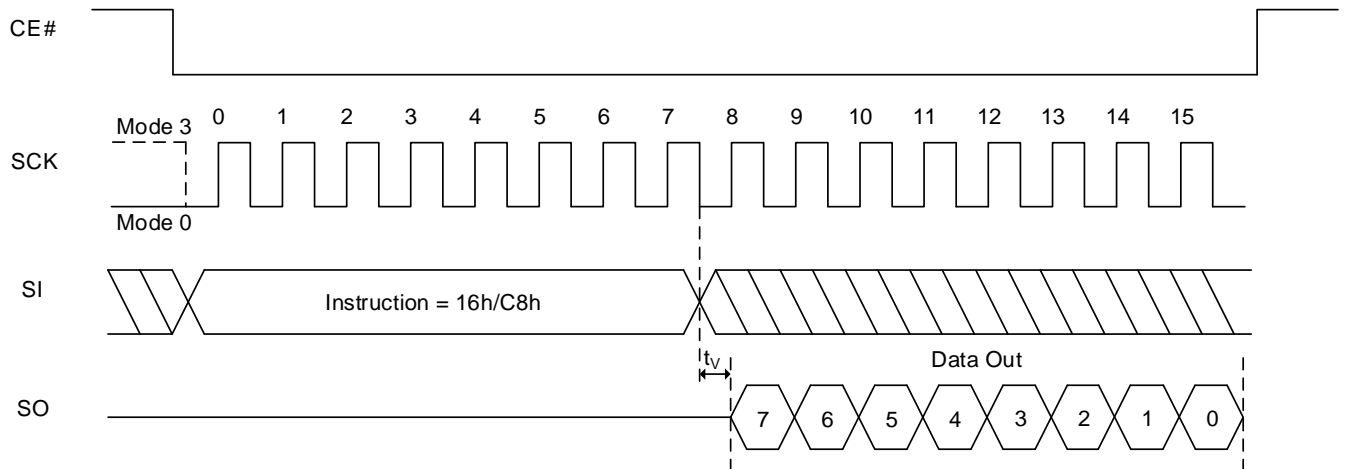 CE#
Mode 3
0 1 2 3 4 5 6 7 8 9 10 11 12 13 14 15
SCK
Mode 0
SI
Instruction = 16h/C8h
tV
Data Out
SO
7 6 5 4 3 2 1 0